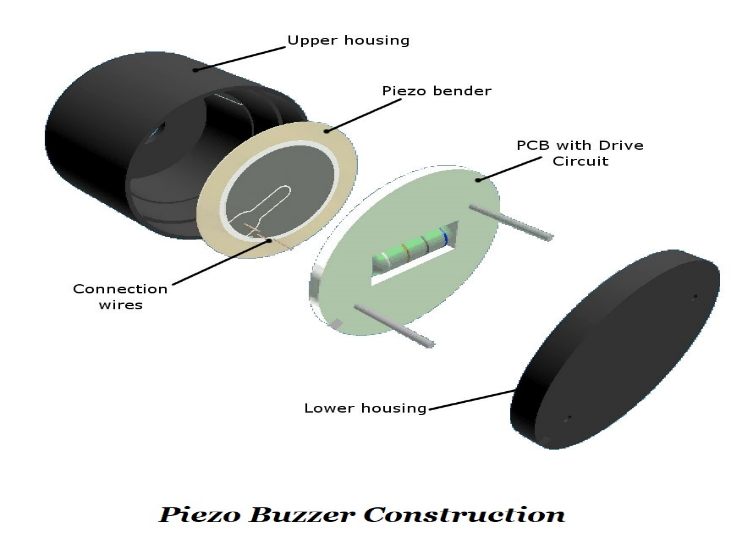 Upper housing
Piezo bender
PCB with Drive
Circuit
Connection
wires
Lower housing
Piezo Buzzer Construction